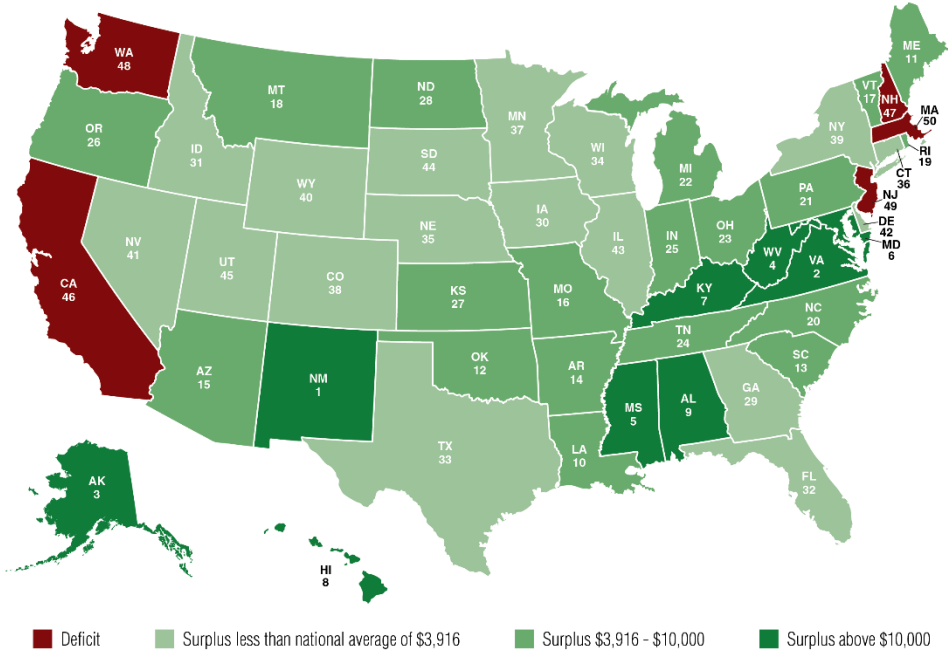 WA
48
MT
18
ND
28
MN
37
ME
11
VT
17
NH
47
MA
50
OR
26
ID
31
SD
44
WI
34
NY
39
RI
19
CT
36
WY
40
MI
22
PA
21
NJ
49
DE
42
MD
6
NV
41
UT
45
NE
35
IA
30
IL
43
IN
25
OH
23
WV
4
VA
2
CA
46
CO
38
KS
27
MO
16
KY
7
NC
20
TN
24
AZ
15
NM
1
OK
12
AR
14
SC
13
MS
5
AL
9
GA
29
TX
33
LA
10
FL
32
AK
3
HI
8
Deficit
Surplus less than national average of $3,916
Surplus $3,916 - $10,000
Surplus above $10,000